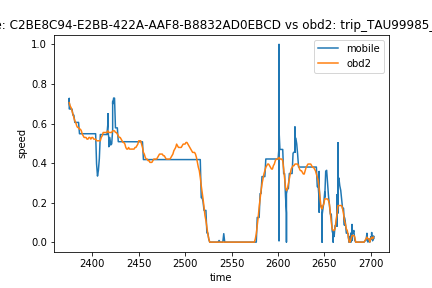 : C2BE8C94-E2BB-422A-AAF8-B8832AD0EBCD vs obd2: trip_TAU99985_
mobile
obd2
1.0
0.8
0.6
0.4
0.2
0.0
speed
2400 2450 2500 2550 2600 2650 2700
time